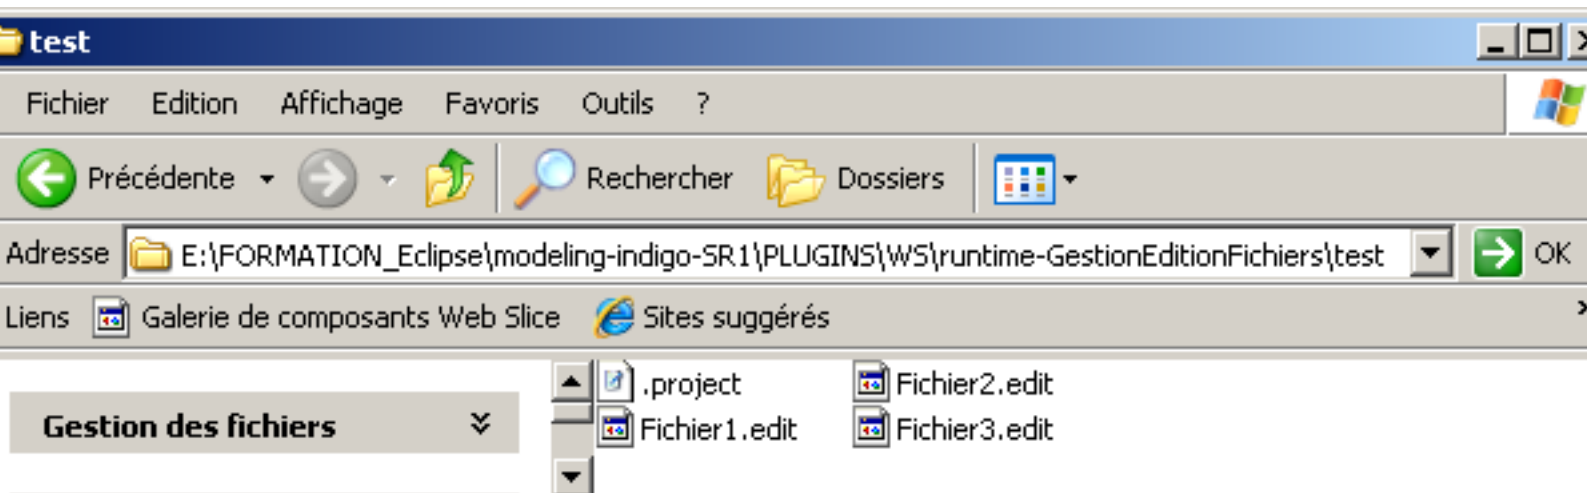 test
Fichier Edition Affichage Favoris Outils ?
Précédente Rechercher Dossiers
Adresse E:\FORMATION_Eclipse\modeling-indigo-SR1\PLUGINS\WS\runtime-GestionEditionFichiers\test OK
Liens Galerie de composants Web Slice Sites suggérés
.project Fichier2.edit
Gestion des fichiers Fichier1.edit Fichier3.edit